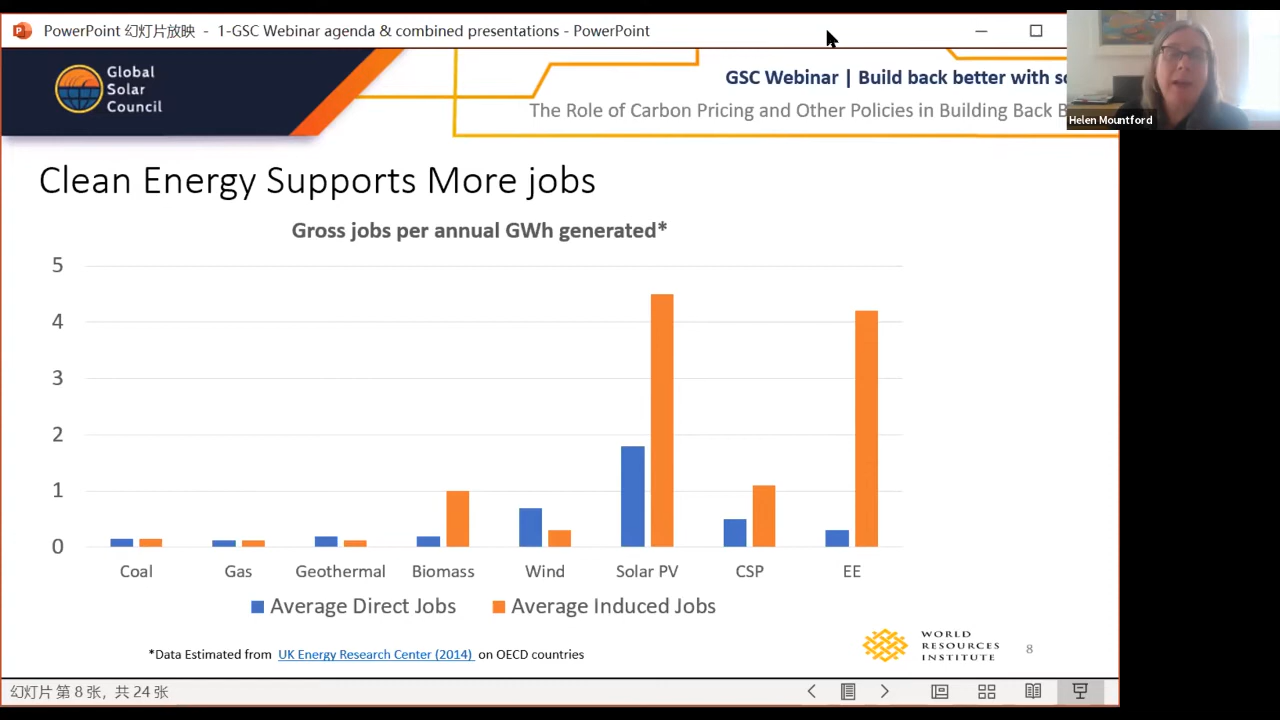 PowerPoint 幻灯片放映 - 1-GSC Webinar agenda & combined presentations - PowerPoint
Global
Solar
Council
GSC Webinar | Build back better with so
The Role of Carbon Pricing and Other Policies in Building Back B
Helen Mountford
Clean Energy Supports More jobs
Gross jobs per annual GWh generated*
5
4
3
2
1
0
Coal Gas Geothermal Biomass Wind Solar PV CSP EE
Average Direct Jobs Average Induced Jobs
*Data Estimated from UK Energy Research Center (2014) on OECD countries
WORLD
RESOURCES
INSTITUTE
8
幻灯片 第 8 张，共 24 张